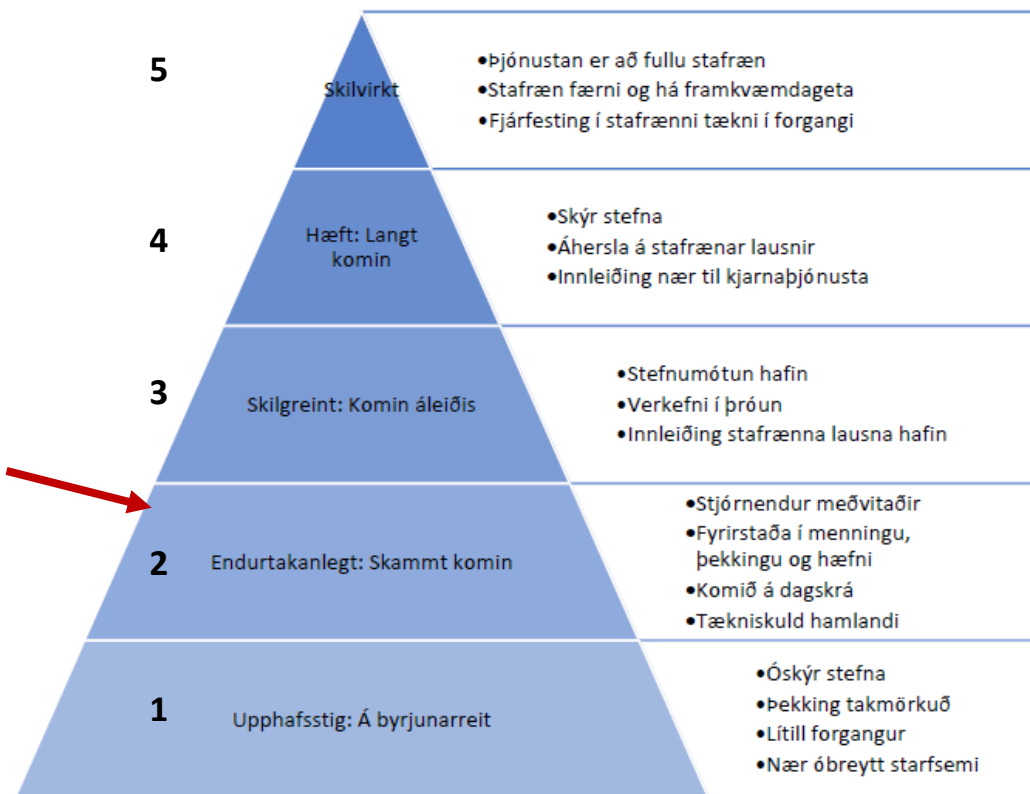 5
Skilvirkt
•Þjónustan er að fullu stafræn
•Stafræn færni og há framkvæmdageta
•Fjárfesting í stafrænni tækni í forgangi
4
Hæft: Langt
komin
•Skýr stefna
•Áhersla á stafrænar lausnir
•Innleiðing nær til kjarnaþjónusta
3
Skilgreint: Komin áleiðis
•Stefnumótun hafin
•Verkefni í þróun
•Innleiðing stafrænna lausna hafin
2
Endurtakanlegt: Skammt komin
•Stjórnendur meðvitaðir
•Fyrirstaða í menningu,
þekkingu og hæfni
•Komið á dagskrá
•Tækniskuld hamlandi
1
Upphafsstig: Á byrjunarreit
•Óskýr stefna
•Þekking takmörkuð
•Lítill forgangur
•Nær óbreytt starfsemi